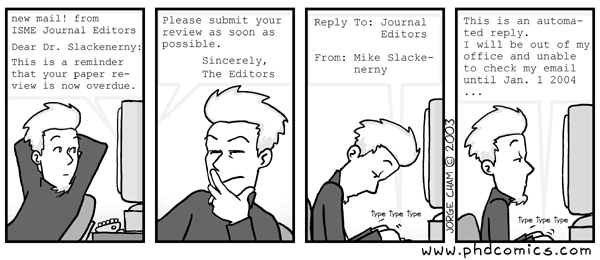 new mail! from
ISME Journal Editors
Dear Dr. Slackenerny:
This is a reminder
that your paper re-
view is now overdue.
Please submit your
review as soon as
possible.
Sincerely,
The Editors
Reply To: Journal
Editors
From: Mike Slacke-
nerny
Type Type Type
JORGE CHAM © 2003
This is an automa-
ted reply.
I will be out of my
office and unable
to check my email
until Jan. 1 2004
...
Type Type Type
www.phdcomics.com